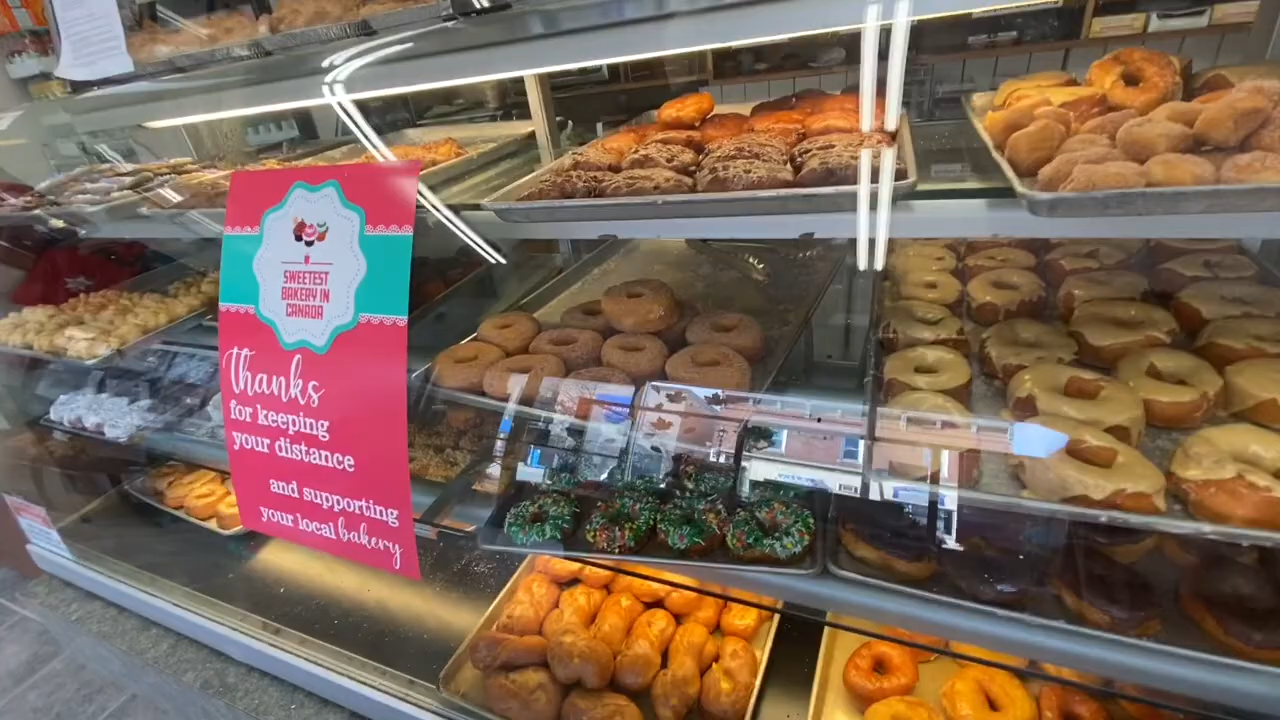 SWEETEST
BAKERY IN
CANADA
Thanks
for keeping
your distance
and supporting
your local bakery